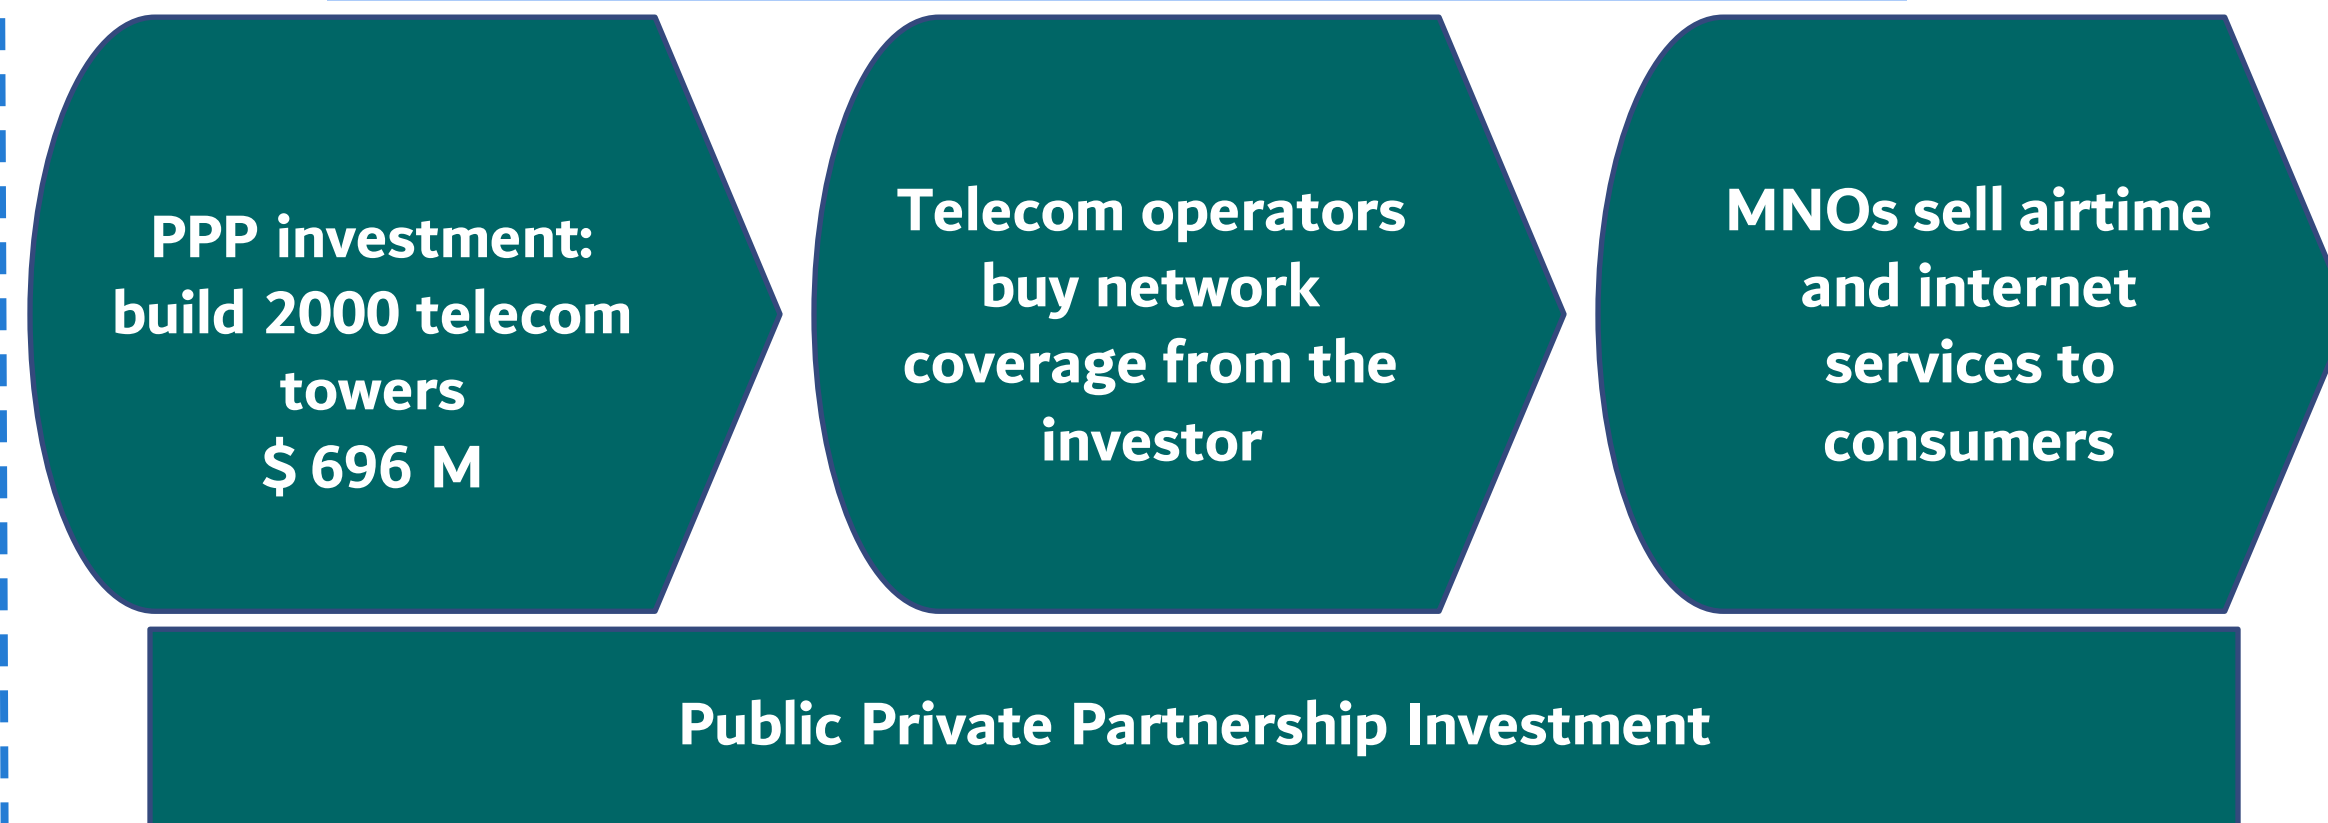 PPP investment:
build 2000 telecom
towers
$ 696 M
Telecom operators
buy network
coverage from the
investor
MNOs sell airtime
and internet
services to
consumers
Public Private Partnership Investment